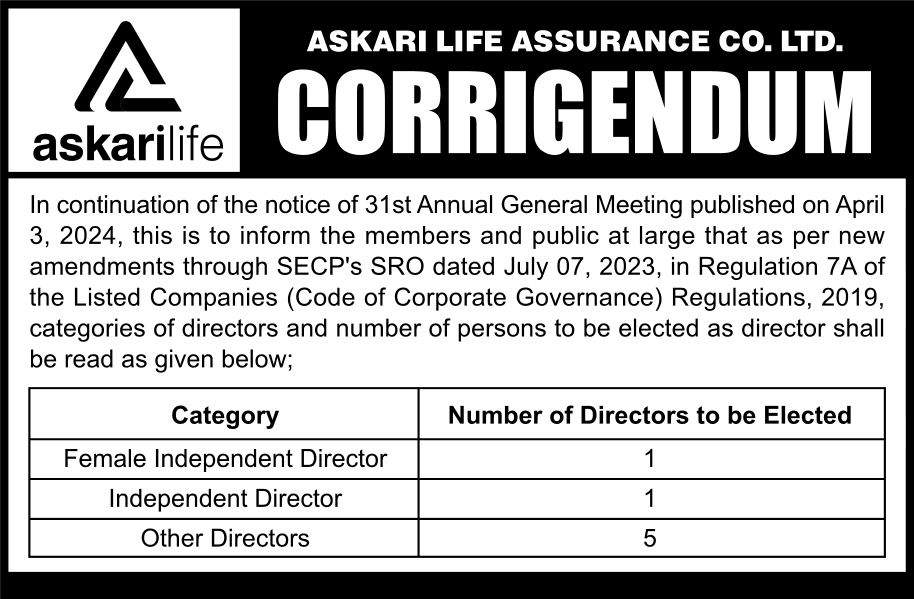 askarilife
ASKARI LIFE ASSURANCE CO. LTD.
CORRIGENDUM
In continuation of the notice of 31st Annual General Meeting published on April
3, 2024, this is to inform the members and public at large that as per new
amendments through SECP's SRO dated July 07, 2023, in Regulation 7A of
the Listed Companies (Code of Corporate Governance) Regulations, 2019,
categories of directors and number of persons to be elected as director shall
be read as given below;
Category Number of Directors to be Elected
Female Independent Director 1
Independent Director 1
Other Directors 5